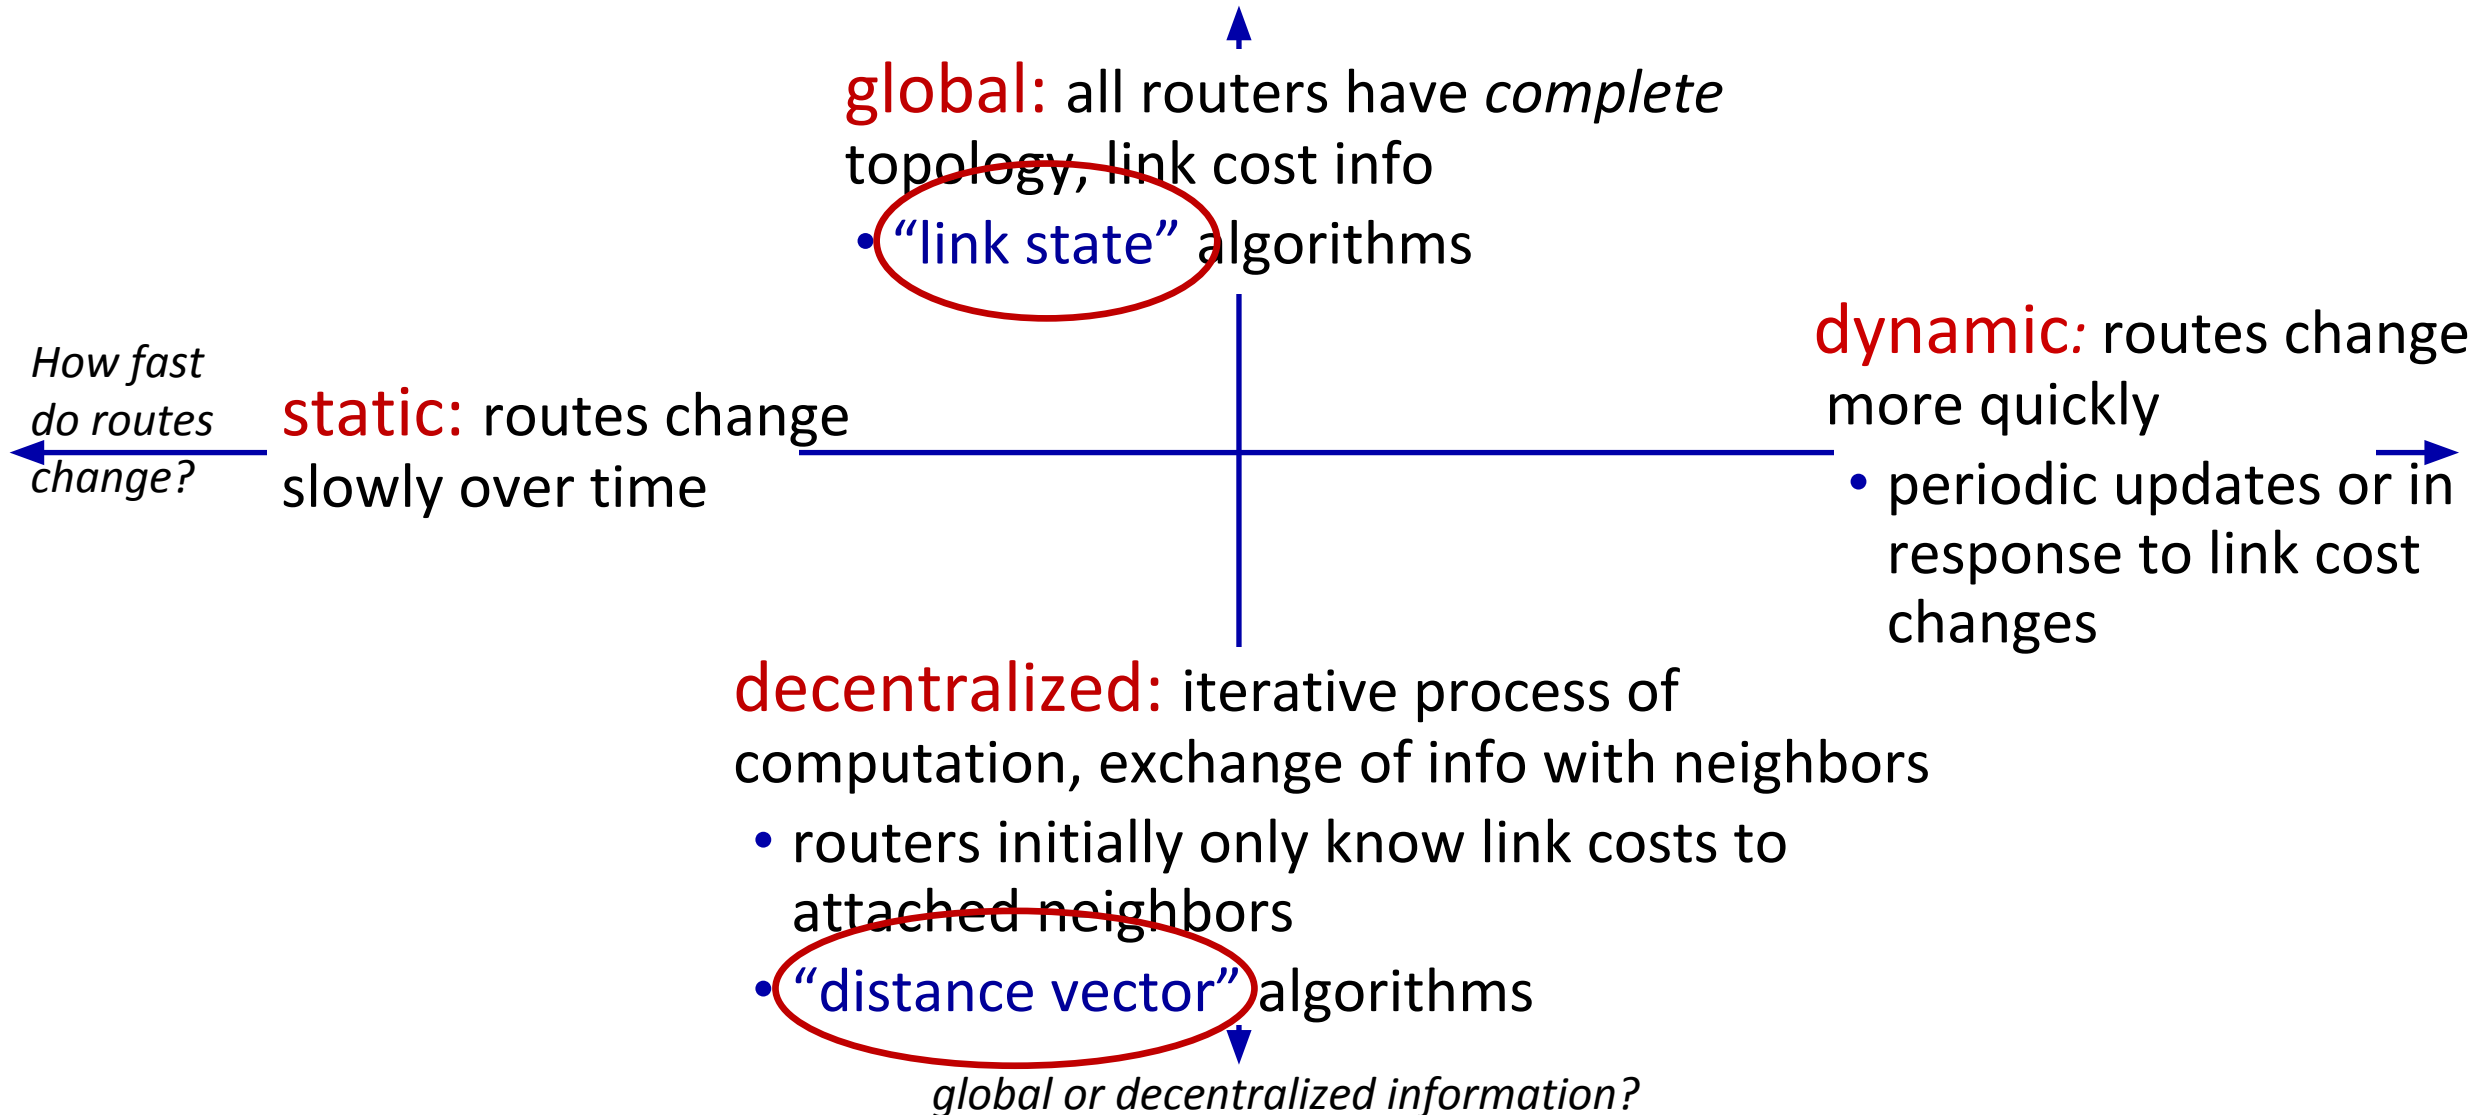 global: all routers have complete
topology, link cost info
• “link state” algorithms
How fast
do routes
change?
static: routes change
slowly over time
dynamic: routes change
more quickly
• periodic updates or in
response to link cost
changes
decentralized: iterative process of
computation, exchange of info with neighbors
• routers initially only know link costs to
attached neighbors
• “distance vector” algorithms
global or decentralized information?